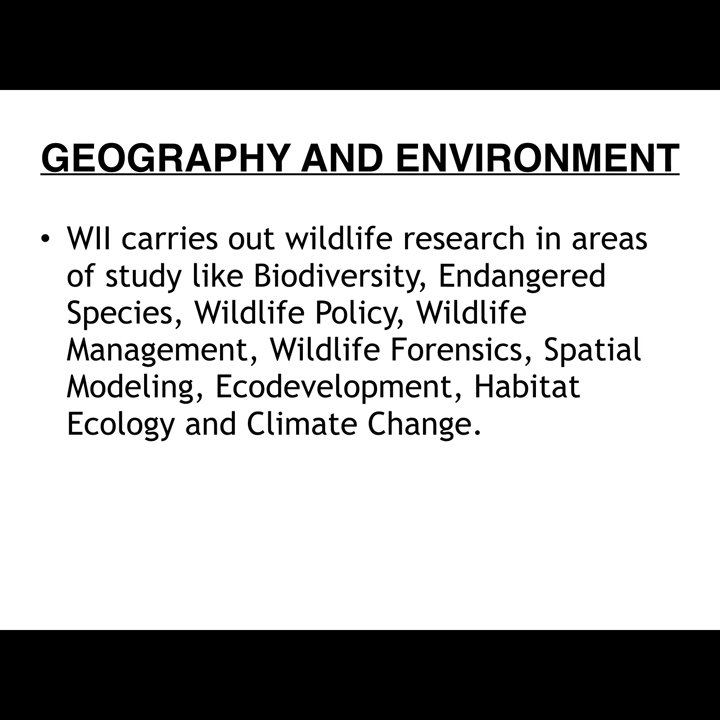 GEOGRAPHY AND ENVIRONMENT
• WII carries out wildlife research in areas
of study like Biodiversity, Endangered
Species, Wildlife Policy, Wildlife
Management, Wildlife Forensics, Spatial
Modeling, Ecodevelopment, Habitat
Ecology and Climate Change.